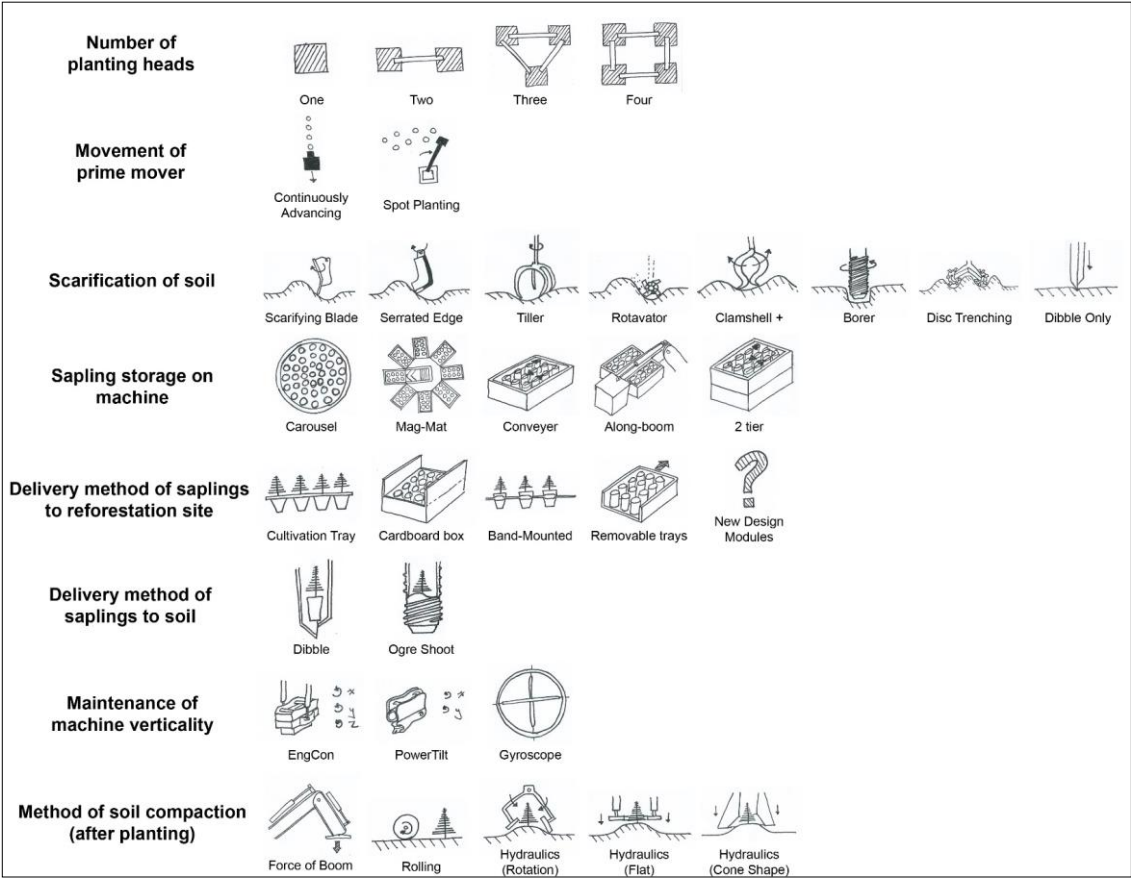 Number of
planting heads
One
Two
Three
Four
Movement of
prime mover
Continuously
Advancing
Spot Planting
Scarification of soil
Scarifying Blade
Serrated Edge
Tiller
Rotavator
Clamshell +
Borer
Disc Trenching
Dibble Only
Sapling storage on
machine
Carousel
Mag-Mat
Conveyer
Along-boom
2 tier
Delivery method of saplings
to reforestation site
Cultivation Tray
Cardboard box
Band-Mounted
Removable trays
?
New Design
Modules
Delivery method of
saplings to soil
Dibble
Ogre Shoot
Maintenance of
machine verticality
x
y
z
EngCon
x
y
PowerTilt
Gyroscope
Method of soil compaction
(after planting)
Force of Boom
Rolling
Hydraulics
(Rotation)
Hydraulics
(Flat)
Hydraulics
(Cone Shape)